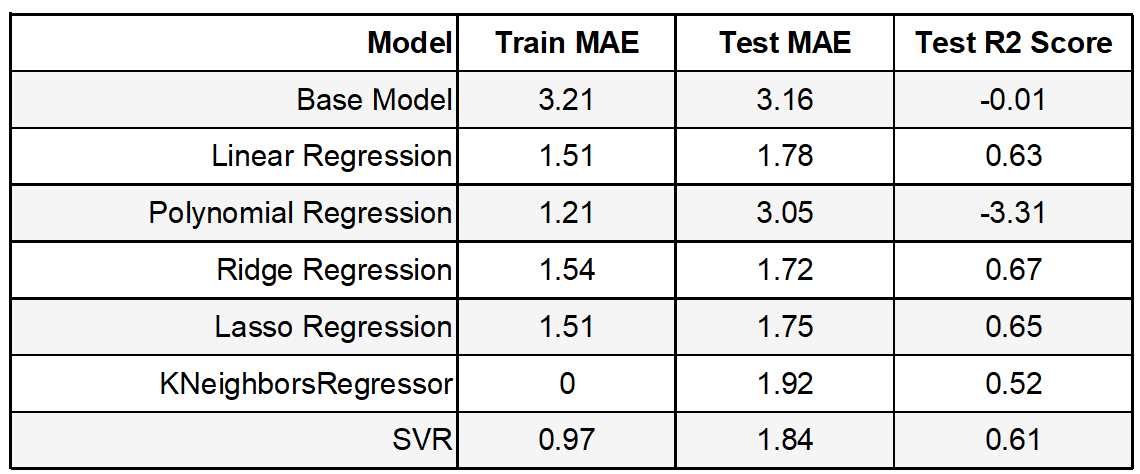 Model Train MAE Test MAE Test R2 Score
Base Model 3.21 3.16 -0.01
Linear Regression 1.51 1.78 0.63
Polynomial Regression 1.21 3.05 -3.31
Ridge Regression 1.54 1.72 0.67
Lasso Regression 1.51 1.75 0.65
KNeighborsRegressor 0 1.92 0.52
SVR 0.97 1.84 0.61